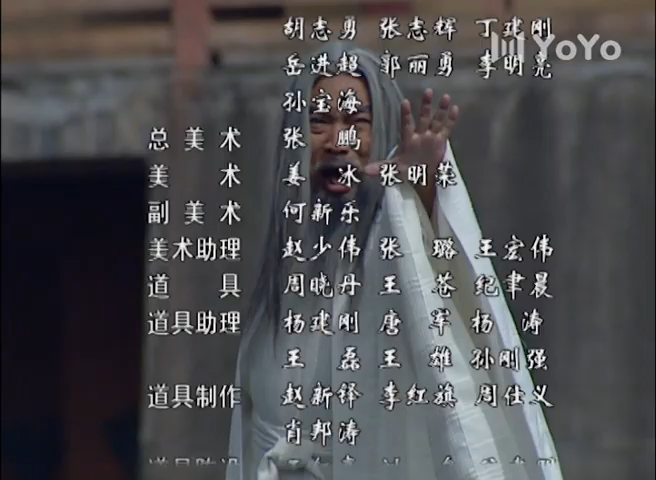 YoYo
胡志勇 张志辉 丁建刚
岳进超 郭丽勇 李明亮
孙宝海
总美术 张鹏
美术 姜冰 张明荣
副美术 何新乐
美术助理 赵少伟 张璐 王宏伟
道具 周晓丹 王苍 纪聿晨
道具助理 杨建刚 唐军 杨涛
王磊 王雄 孙刚强
道具制作 赵新铎 李红旗 周仕义
肖邦涛